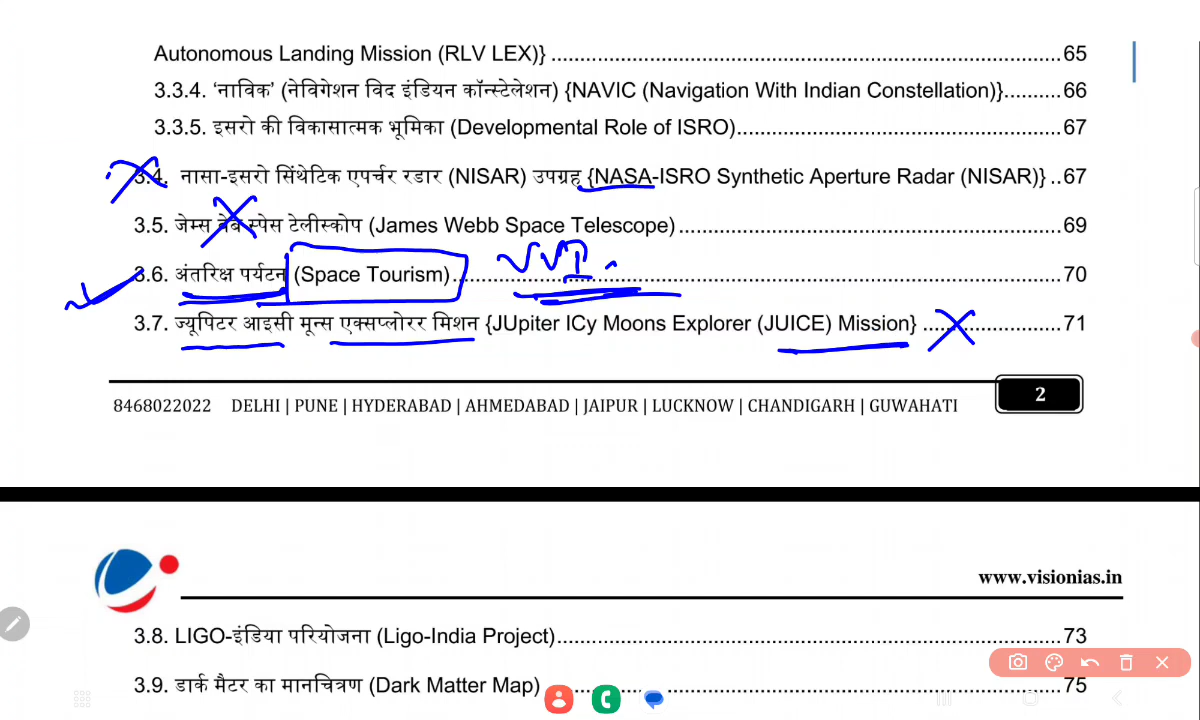 Autonomous Landing Mission (RLV LEX)} ........................................................................................65
3.3.4. 'नाविक' (नेविगेशन विद इंडियन कॉन्स्टेलेशन) {NAVIC (Navigation With Indian Constellation)}..........66
3.3.5. इसरो की विकासात्मक भूमिका (Developmental Role of ISRO)........................................................67
3.4. नासा-इसरो सिंथेटिक एपर्चर रडार (NISAR) उपग्रह {NASA-ISRO Synthetic Aperture Radar (NISAR)} ..67
3.5. जेम्स वेब स्पेस टेलीस्कोप (James Webb Space Telescope) .................................................................69
VVI.
3.6. अंतरिक्ष पर्यटन (Space Tourism)........................................................................................................70
3.7. ज्यूपिटर आइसी मून्स एक्सप्लोरर मिशन {JUpiter ICy Moons Explorer (JUICE) Mission} ........................71
8468022022 DELHI | PUNE | HYDERABAD | AHMEDABAD | JAIPUR | LUCKNOW | CHANDIGARH | GUWAHATI
2
www.visionias.in
3.8. LIGO-इंडिया परियोजना (Ligo-India Project)......................................................................................73
3.9. डार्क मैटर का मानचित्रण (Dark Matter Map) ........................................................................................75